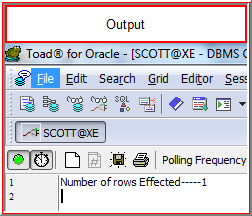 Output
Toad® for Oracle - [SCOTT@XE - DBMS
File Edit Search Grid Editor Session
SCOTT@XE
Polling Frequency
1 Number of rows Effected-----1
2